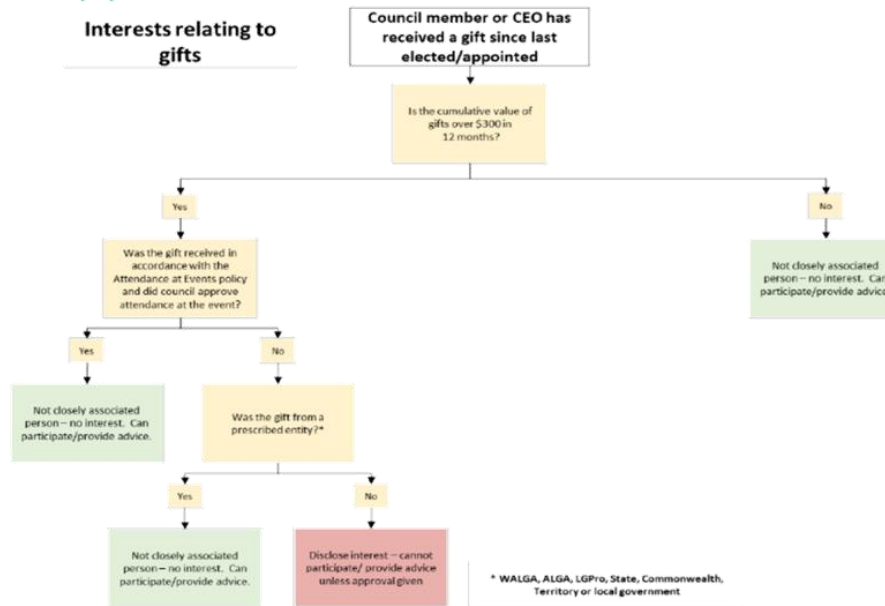 Interests relating to
gifts
Council member or CEO has
received a gift since last
elected/appointed
Is the cumulative value of
gifts over $300 in
12 months?
Yes
No
Was the gift received in
accordance with the
Attendance at Events policy
and did council approve
attendance at the event?
Not closely associated
person – no interest. Can
participate/provide advice
Yes
No
Not closely associated
person – no interest. Can
participate/provide advice.
Was the gift from a
prescribed entity?*
Yes
No
Not closely associated
person – no interest. Can
participate/provide advice.
Disclose interest – cannot
participate/ provide advice
unless approval given
* WALGA, ALGA, LGPro, State, Commonwealth,
Territory or local government